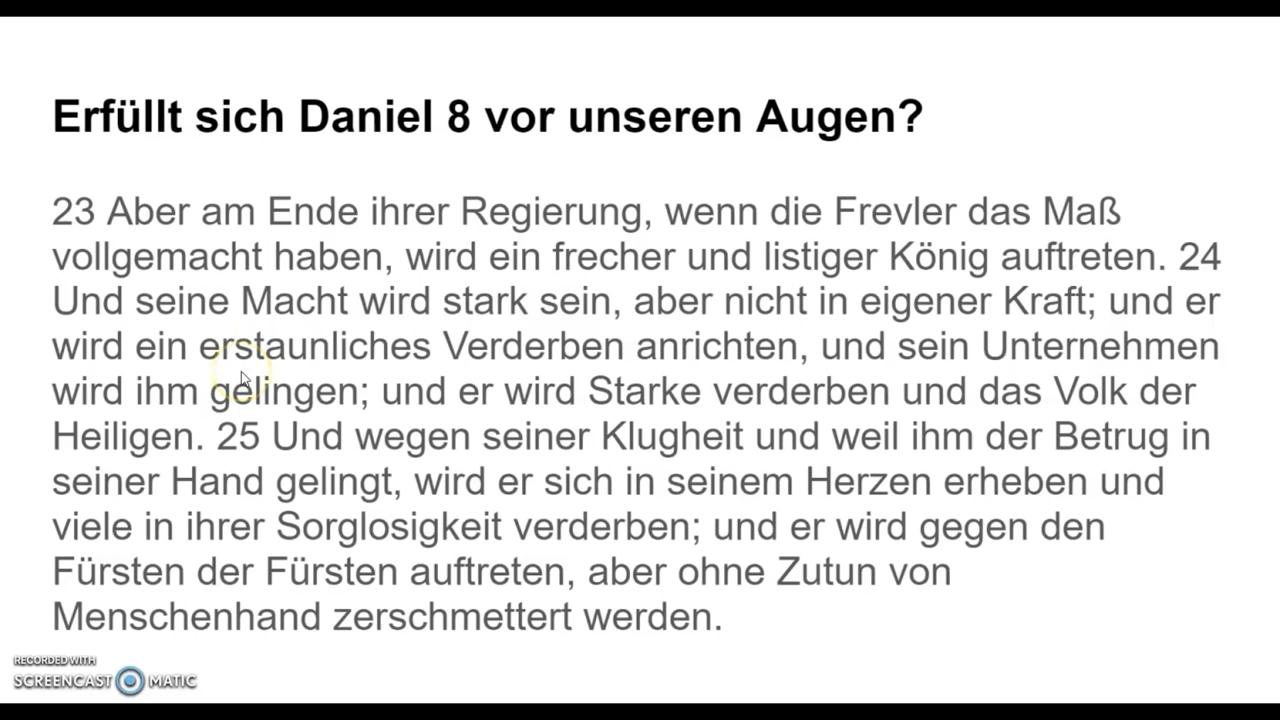 Erfüllt sich Daniel 8 vor unseren Augen?
23 Aber am Ende ihrer Regierung, wenn die Frevler das Maß
vollgemacht haben, wird ein frecher und listiger König auftreten. 24
Und seine Macht wird stark sein, aber nicht in eigener Kraft; und er
wird ein erstaunliches Verderben anrichten, und sein Unternehmen
wird ihm gelingen; und er wird Starke verderben und das Volk der
Heiligen. 25 Und wegen seiner Klugheit und weil ihm der Betrug in
seiner Hand gelingt, wird er sich in seinem Herzen erheben und
viele in ihrer Sorglosigkeit verderben; und er wird gegen den
Fürsten der Fürsten auftreten, aber ohne Zutun von
Menschenhand zerschmettert werden.
RECORDED WITH
SCREENCAST MATIC